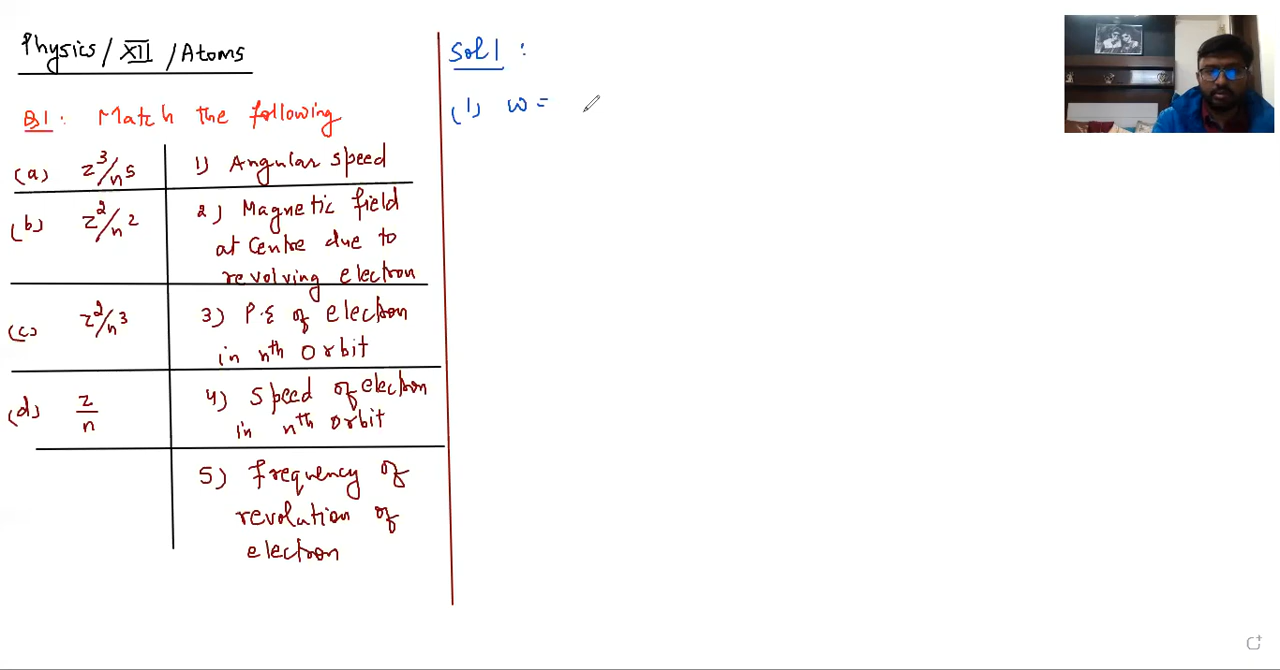 Physics / XII / Atoms
Q1: Match the following
(a) z³/n⁵ 1) Angular speed
(b) z²/n² 2) Magnetic field
at Centre due to
revolving electron
(c) z²/n³ 3) P.E of electron
in nth Orbit
(d) z/n 4) Speed of electron
in nth orbit
5) Frequency of
revolution of
electron
Sol 1 :
(1) ω =